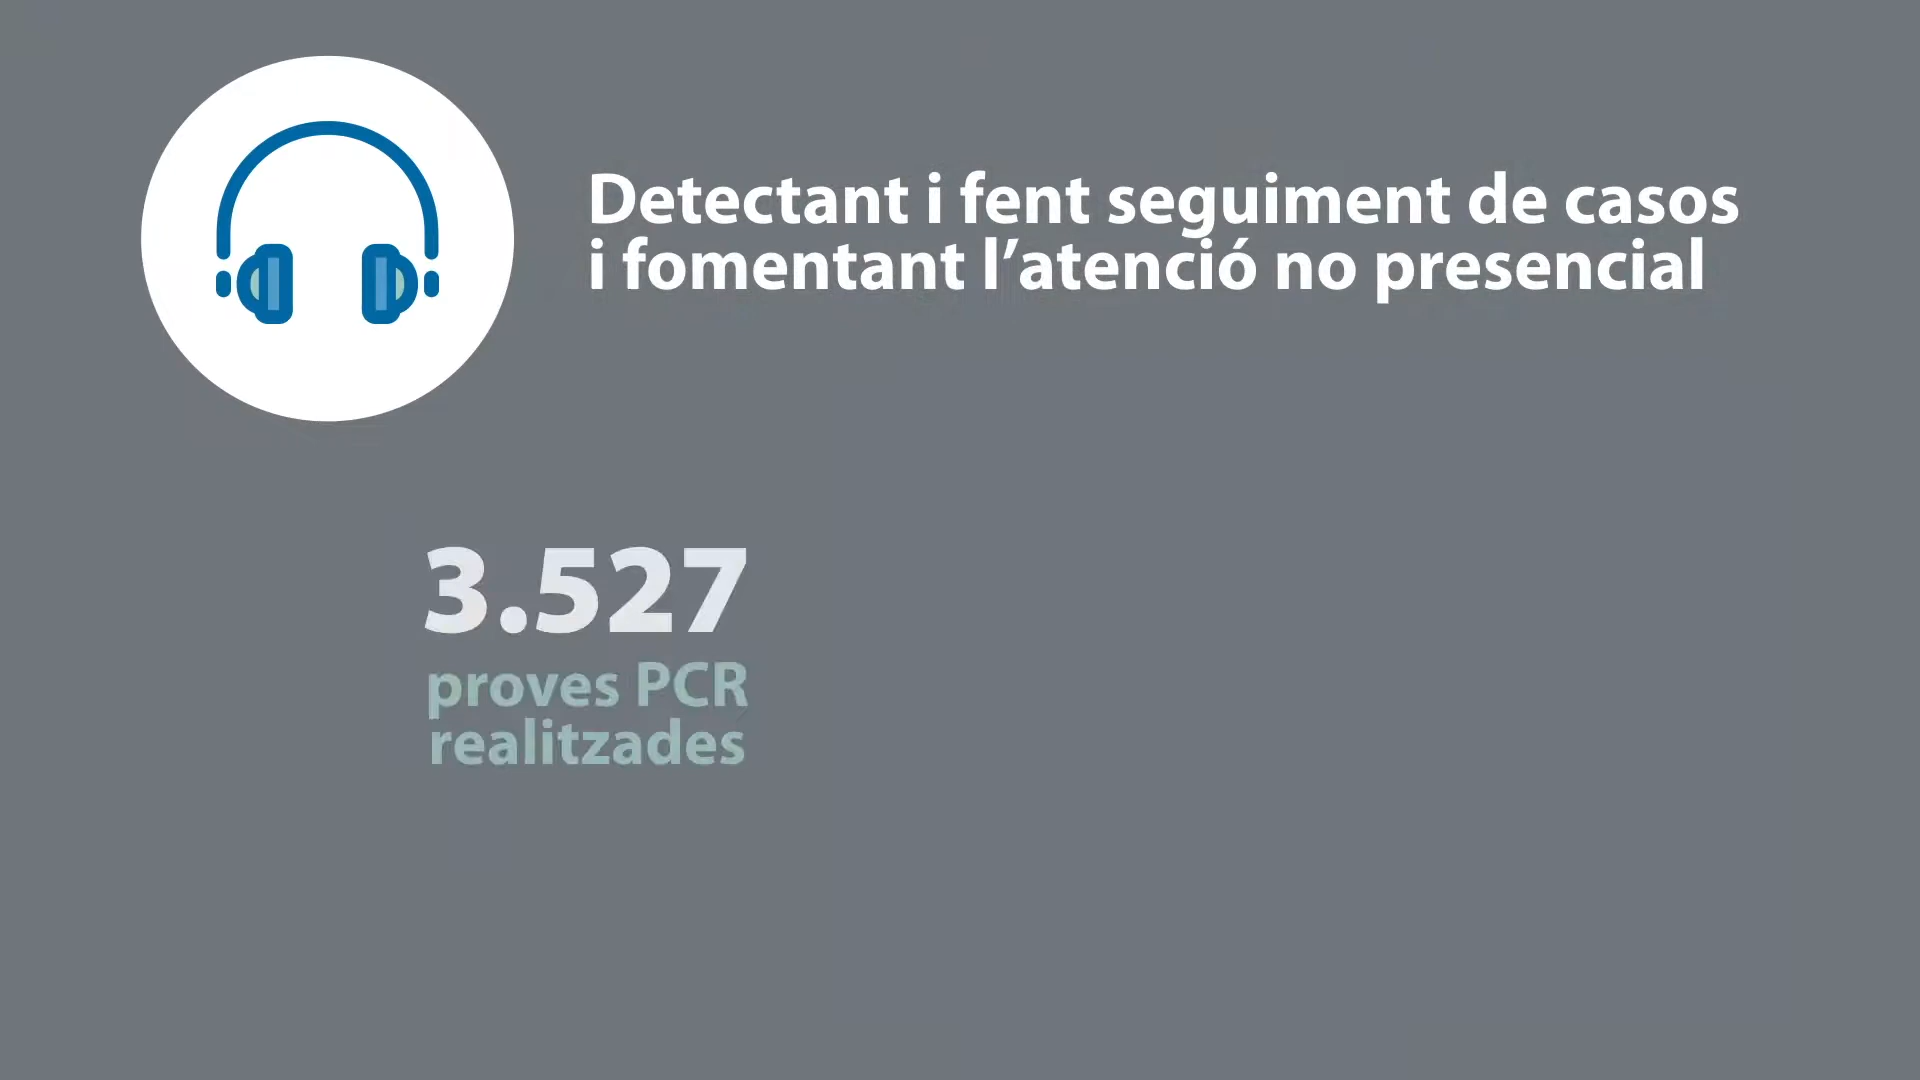 Detectant i fent seguiment de casos
i fomentant l’atenció no presencial
3.527
proves PCR
realitzades